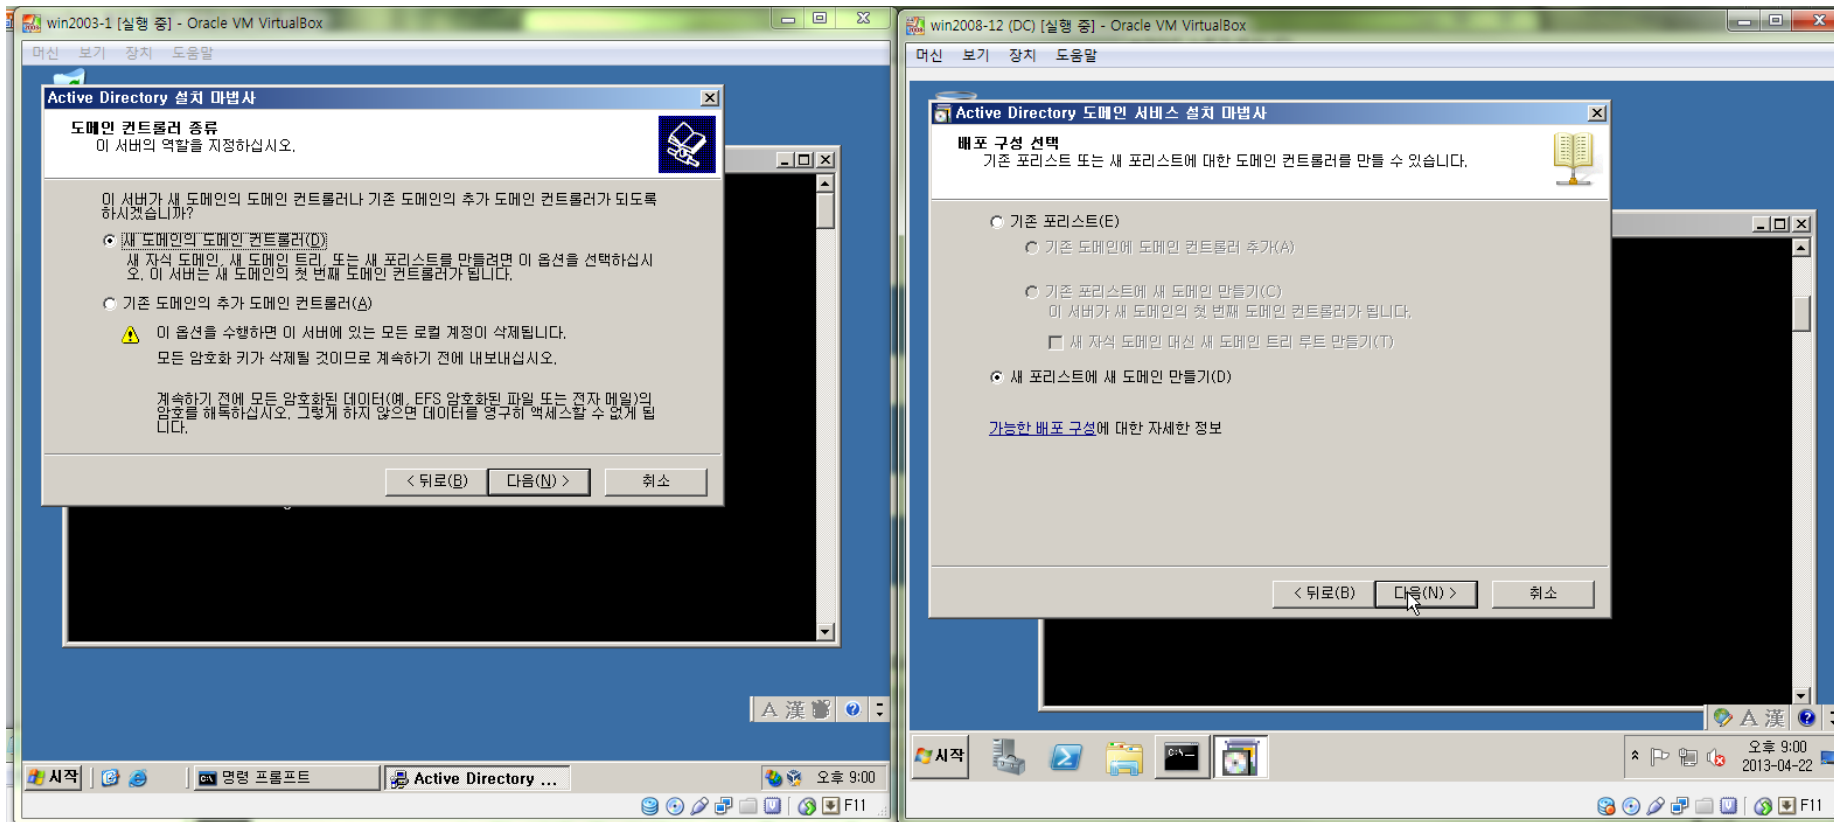 win2003-1 [실행 중] - Oracle VM VirtualBox
머신 보기 장치 도움말
Active Directory 설치 마법사
도메인 컨트롤러 종류
이 서버의 역할을 지정하십시오.
이 서버가 새 도메인의 도메인 컨트롤러나 기존 도메인의 추가 도메인 컨트롤러가 되도록
하시겠습니까?
새 도메인의 도메인 컨트롤러(D)
새 자식 도메인, 새 도메인 트리, 또는 새 포리스트를 만들려면 이 옵션을 선택하십시
오. 이 서버는 새 도메인의 첫 번째 도메인 컨트롤러가 됩니다.
기존 도메인의 추가 도메인 컨트롤러(A)
이 옵션을 수행하면 이 서버에 있는 모든 로컬 계정이 삭제됩니다.
모든 암호화 키가 삭제될 것이므로 계속하기 전에 내보내십시오.
계속하기 전에 모든 암호화된 데이터(예, EFS 암호화된 파일 또는 전자 메일)의
암호를 해독하십시오. 그렇게 하지 않으면 데이터를 영구히 액세스할 수 없게 됩
니다.
< 뒤로(B) 다음(N) > 취소
A 漢
시작 명령 프롬프트 Active Directory ... 오후 9:00
F11
win2008-12 (DC) [실행 중] - Oracle VM VirtualBox
머신 보기 장치 도움말
Active Directory 도메인 서비스 설치 마법사
배포 구성 선택
기존 포리스트 또는 새 포리스트에 대한 도메인 컨트롤러를 만들 수 있습니다.
기존 포리스트(E)
기존 도메인에 도메인 컨트롤러 추가(A)
기존 포리스트에 새 도메인 만들기(C)
이 서버가 새 도메인의 첫 번째 도메인 컨트롤러가 됩니다.
새 자식 도메인 대신 새 도메인 트리 루트 만들기(T)
새 포리스트에 새 도메인 만들기(D)
가능한 배포 구성에 대한 자세한 정보
< 뒤로(B) 다음(N) > 취소
A 漢
시작 오후 9:00
2013-04-22
F11